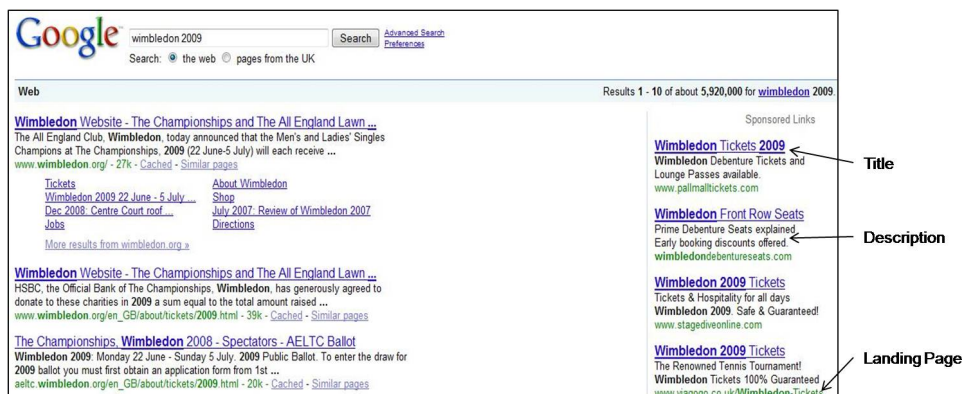 Google
wimbledon 2009
Search
Advanced Search
Preferences
Search: the web pages from the UK
Web
Results 1 - 10 of about 5,920,000 for wimbledon 2009.
Wimbledon Website - The Championships and The All England Lawn ...
The All England Club, Wimbledon, today announced that the Men's and Ladies' Singles
Champions at The Championships, 2009 (22 June-5 July) will each receive ...
www.wimbledon.org/ - 27k - Cached - Similar pages
Tickets
Wimbledon 2009 22 June - 5 July ...
Dec 2008: Centre Court roof ...
Jobs
About Wimbledon
Shop
July 2007: Review of Wimbledon 2007
Directions
More results from wimbledon.org »
Wimbledon Website - The Championships and The All England Lawn ...
HSBC, the Official Bank of The Championships, Wimbledon, has generously agreed to
donate to these charities in 2009 a sum equal to the total amount raised ...
www.wimbledon.org/en_GB/about/tickets/2009.html - 39k - Cached - Similar pages
The Championships, Wimbledon 2008 - Spectators - AELTC Ballot
Wimbledon 2009: Monday 22 June - Sunday 5 July. 2009 Public Ballot. To enter the draw for
2009 ballot you must first obtain an application form from 1st ...
aeltc.wimbledon.org/en_GB/about/tickets/2009.html - 20k - Cached - Similar pages
Sponsored Links
Wimbledon Tickets 2009
Wimbledon Debenture Tickets and
Lounge Passes available.
www.pallmalltickets.com
Wimbledon Front Row Seats
Prime Debenture Seats explained.
Early booking discounts offered.
wimbledondebentureseats.com
Wimbledon 2009 Tickets
Tickets & Hospitality for all days
Wimbledon 2009. Safe & Guaranteed!
www.stagediveonline.com
Wimbledon 2009 Tickets
The Renowned Tennis Tournament!
Wimbledon Tickets 100% Guaranteed
www.viagogo.co.uk/Wimbledon-Tickets
Title
Description
Landing Page